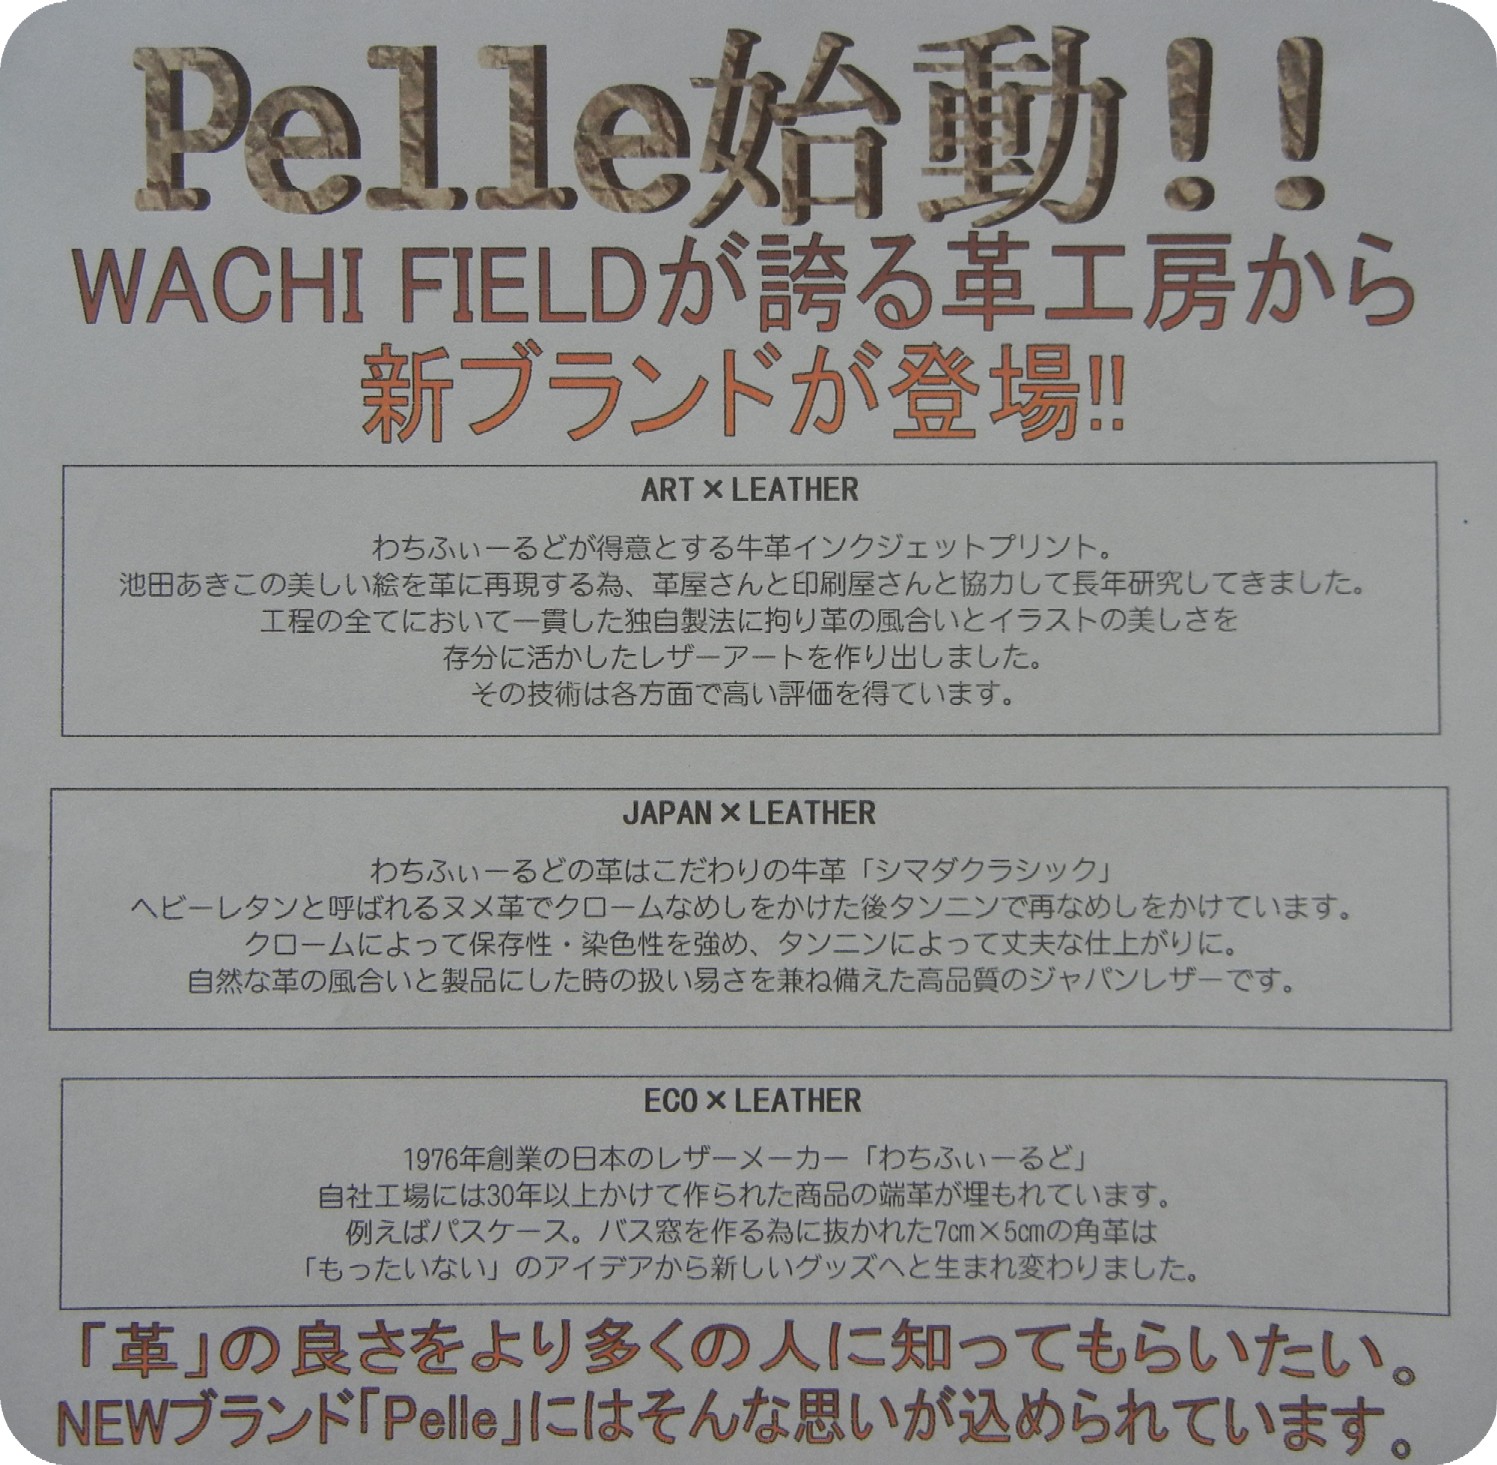 Pelle始動!!
WACHI FIELDが誇る革工房から
新ブランドが登場!!
ART×LEATHER
わちふぃーるどが得意とする牛革インクジェットプリント。
池田あきこの美しい絵を革に再現する為、革屋さんと印刷屋さんと協力して長年研究してきました。
工程の全てにおいて一貫した独自製法に拘り革の風合いとイラストの美しさを
存分に活かしたレザーアートを作り出しました。
その技術は各方面で高い評価を得ています。
JAPAN×LEATHER
わちふぃーるどの革はこだわりの牛革「シマダクラシック」
ヘビーレタンと呼ばれるヌメ革でクロームなめしをかけた後タンニンで再なめしをかけています。
クロームによって保存性・染色性を強め、タンニンによって丈夫な仕上がりに。
自然な革の風合いと製品にした時の扱い易さを兼ね備えた高品質のジャパンレザーです。
ECO×LEATHER
1976年創業の日本のレザーメーカー「わちふぃーるど」
自社工場には30年以上かけて作られた商品の端革が埋もれています。
例えばパスケース。パス窓を作る為に抜かれた7cm×5cmの角革は
「もったいない」のアイデアから新しいグッズへと生まれ変わりました。
「革」の良さをより多くの人に知ってもらいたい。
NEWブランド「Pelle」にはそんな思いが込められています。